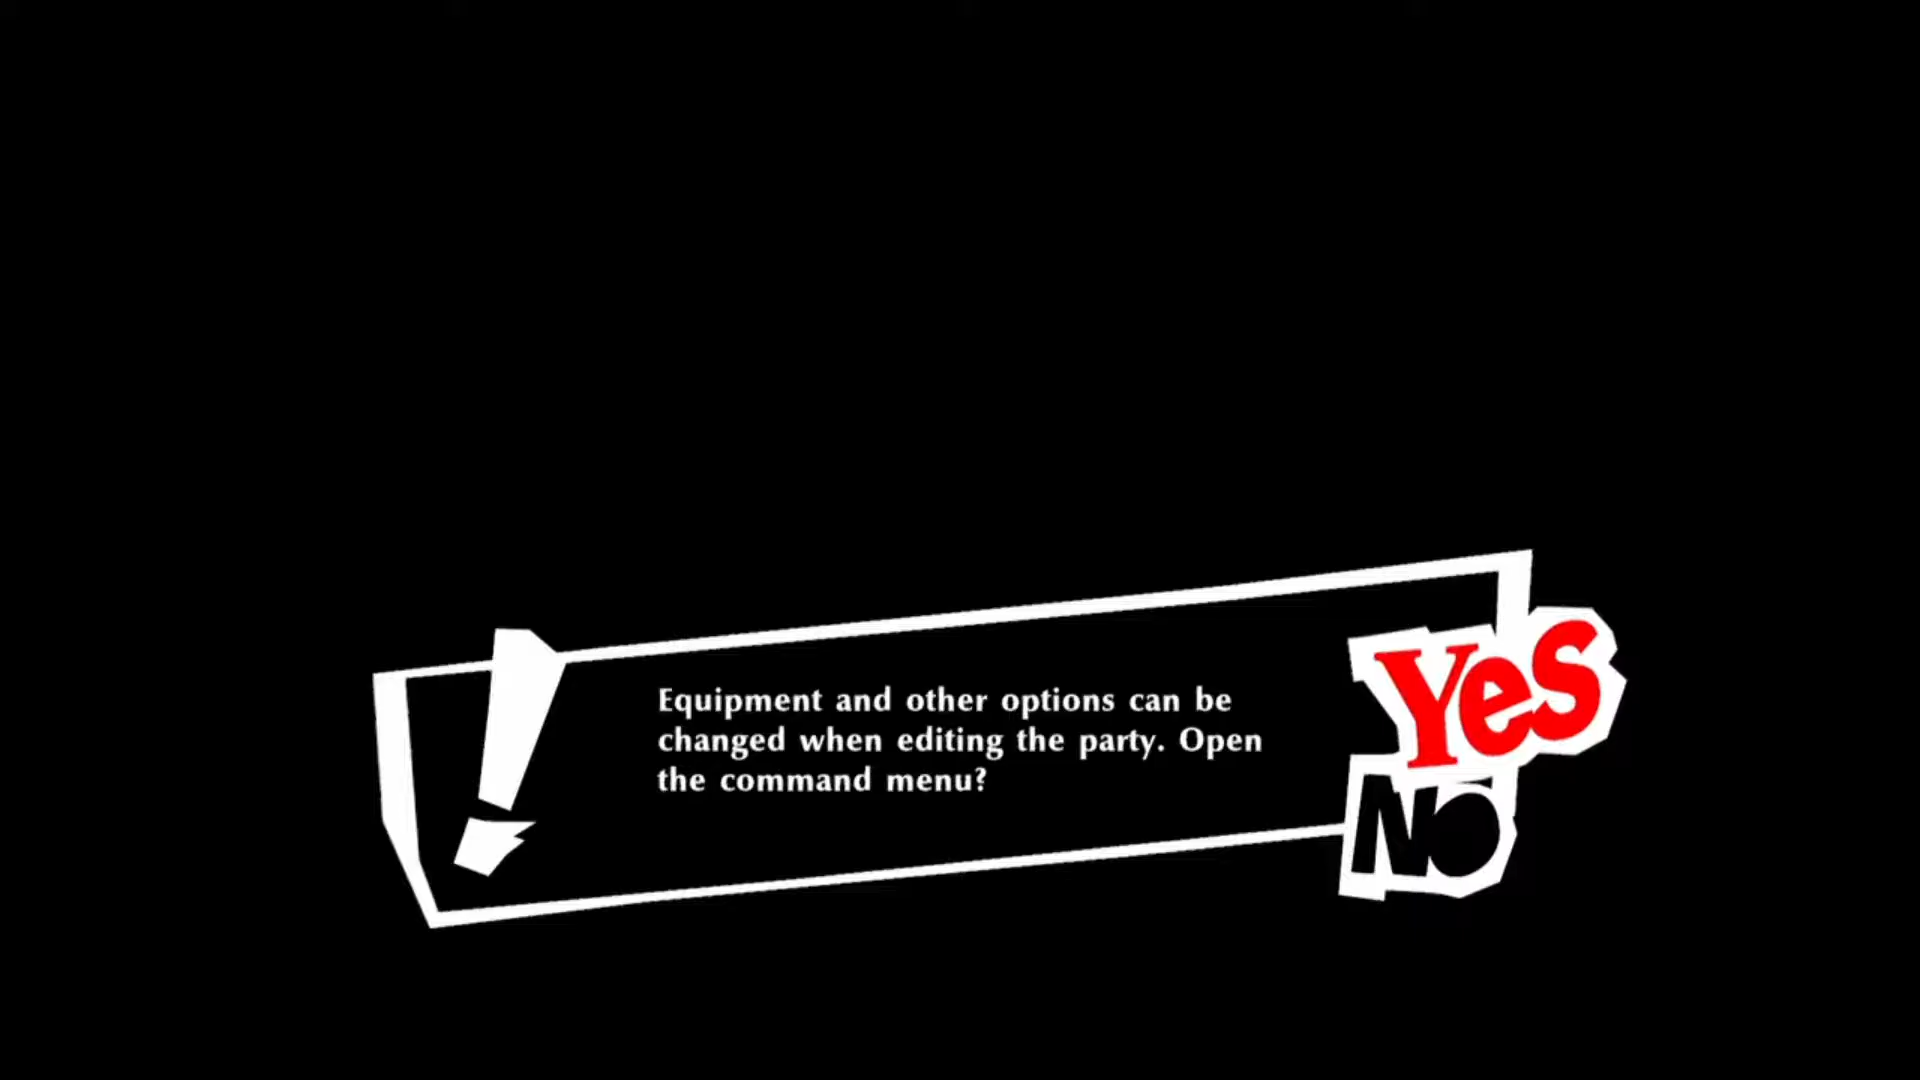 Equipment and other options can be
changed when editing the party. Open
the command menu?
Yes
NO